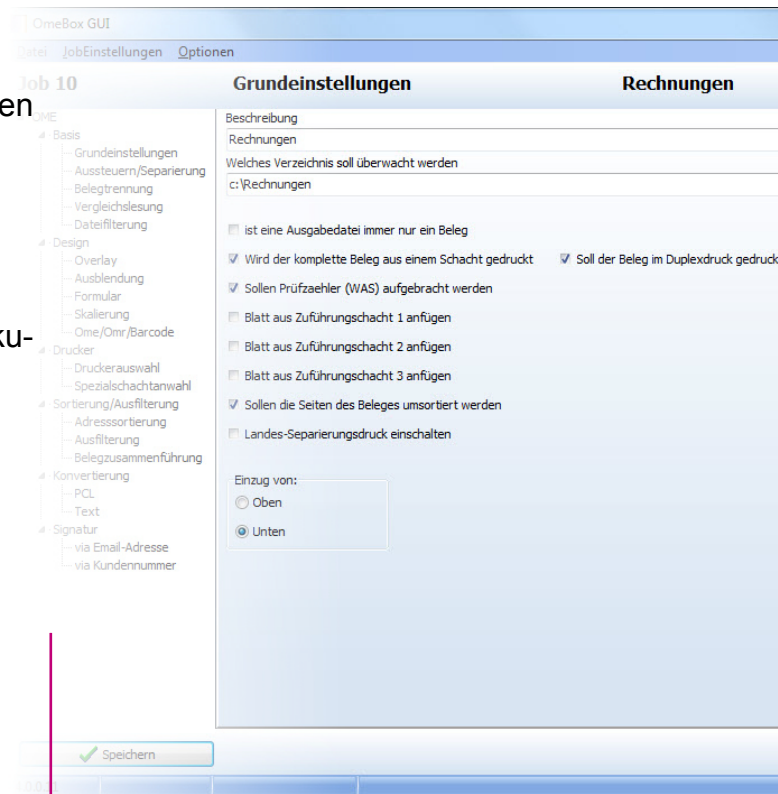 OmeBox GUI
Datei JobEinstellungen Optionen
Job 10 Grundeinstellungen Rechnungen
en
OME
Basis
Grundeinstellungen
Aussteuern/Separierung
Belegtrennung
Vergleichslesung
Dateifilterung
Design
Overlay
Ausblendung
Formular
Skalierung
Ome/Omr/Barcode
ku-
Drucker
Druckerauswahl
Spezialschachtanwahl
Sortierung/Ausfilterung
Adresssortierung
Ausfilterung
Belegzusammenführung
Konvertierung
PCL
Text
Signatur
via Email-Adresse
via Kundennummer
Beschreibung
Rechnungen
Welches Verzeichnis soll überwacht werden
c:\Rechnungen
ist eine Ausgabedatei immer nur ein Beleg
Wird der komplette Beleg aus einem Schacht gedruckt Soll der Beleg im Duplexdruck gedruck
Sollen Prüfzaehler (WAS) aufgebracht werden
Blatt aus Zuführungschacht 1 anfügen
Blatt aus Zuführungschacht 2 anfügen
Blatt aus Zuführungschacht 3 anfügen
Sollen die Seiten des Beleges umsortiert werden
Landes-Separierungsdruck einschalten
Einzug von:
Oben
Unten
Speichern